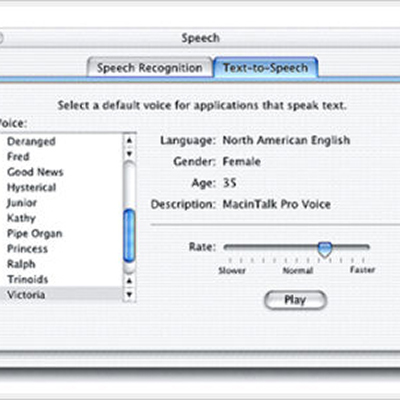 Speech
Speech Recognition Text-to-Speech
Select a default voice for applications that speak text.
Voice:
Deranged
Fred
Good News
Hysterical
Junior
Kathy
Pipe Organ
Princess
Ralph
Trinoids
Victoria
Language: North American English
Gender: Female
Age: 35
Description: MacinTalk Pro Voice
Rate:
Slower Normal Faster
Play